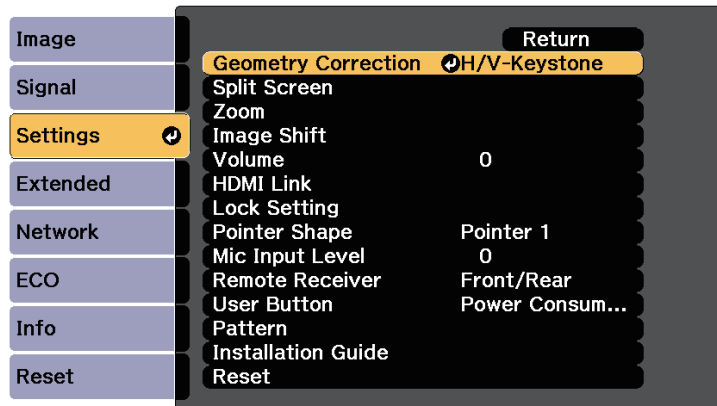 Image
Signal
Settings
Extended
Network
ECO
Info
Reset
Return
Geometry Correction H/V-Keystone
Split Screen
Zoom
Image Shift
Volume 0
HDMI Link
Lock Setting
Pointer Shape Pointer 1
Mic Input Level 0
Remote Receiver Front/Rear
User Button Power Consum...
Pattern
Installation Guide
Reset